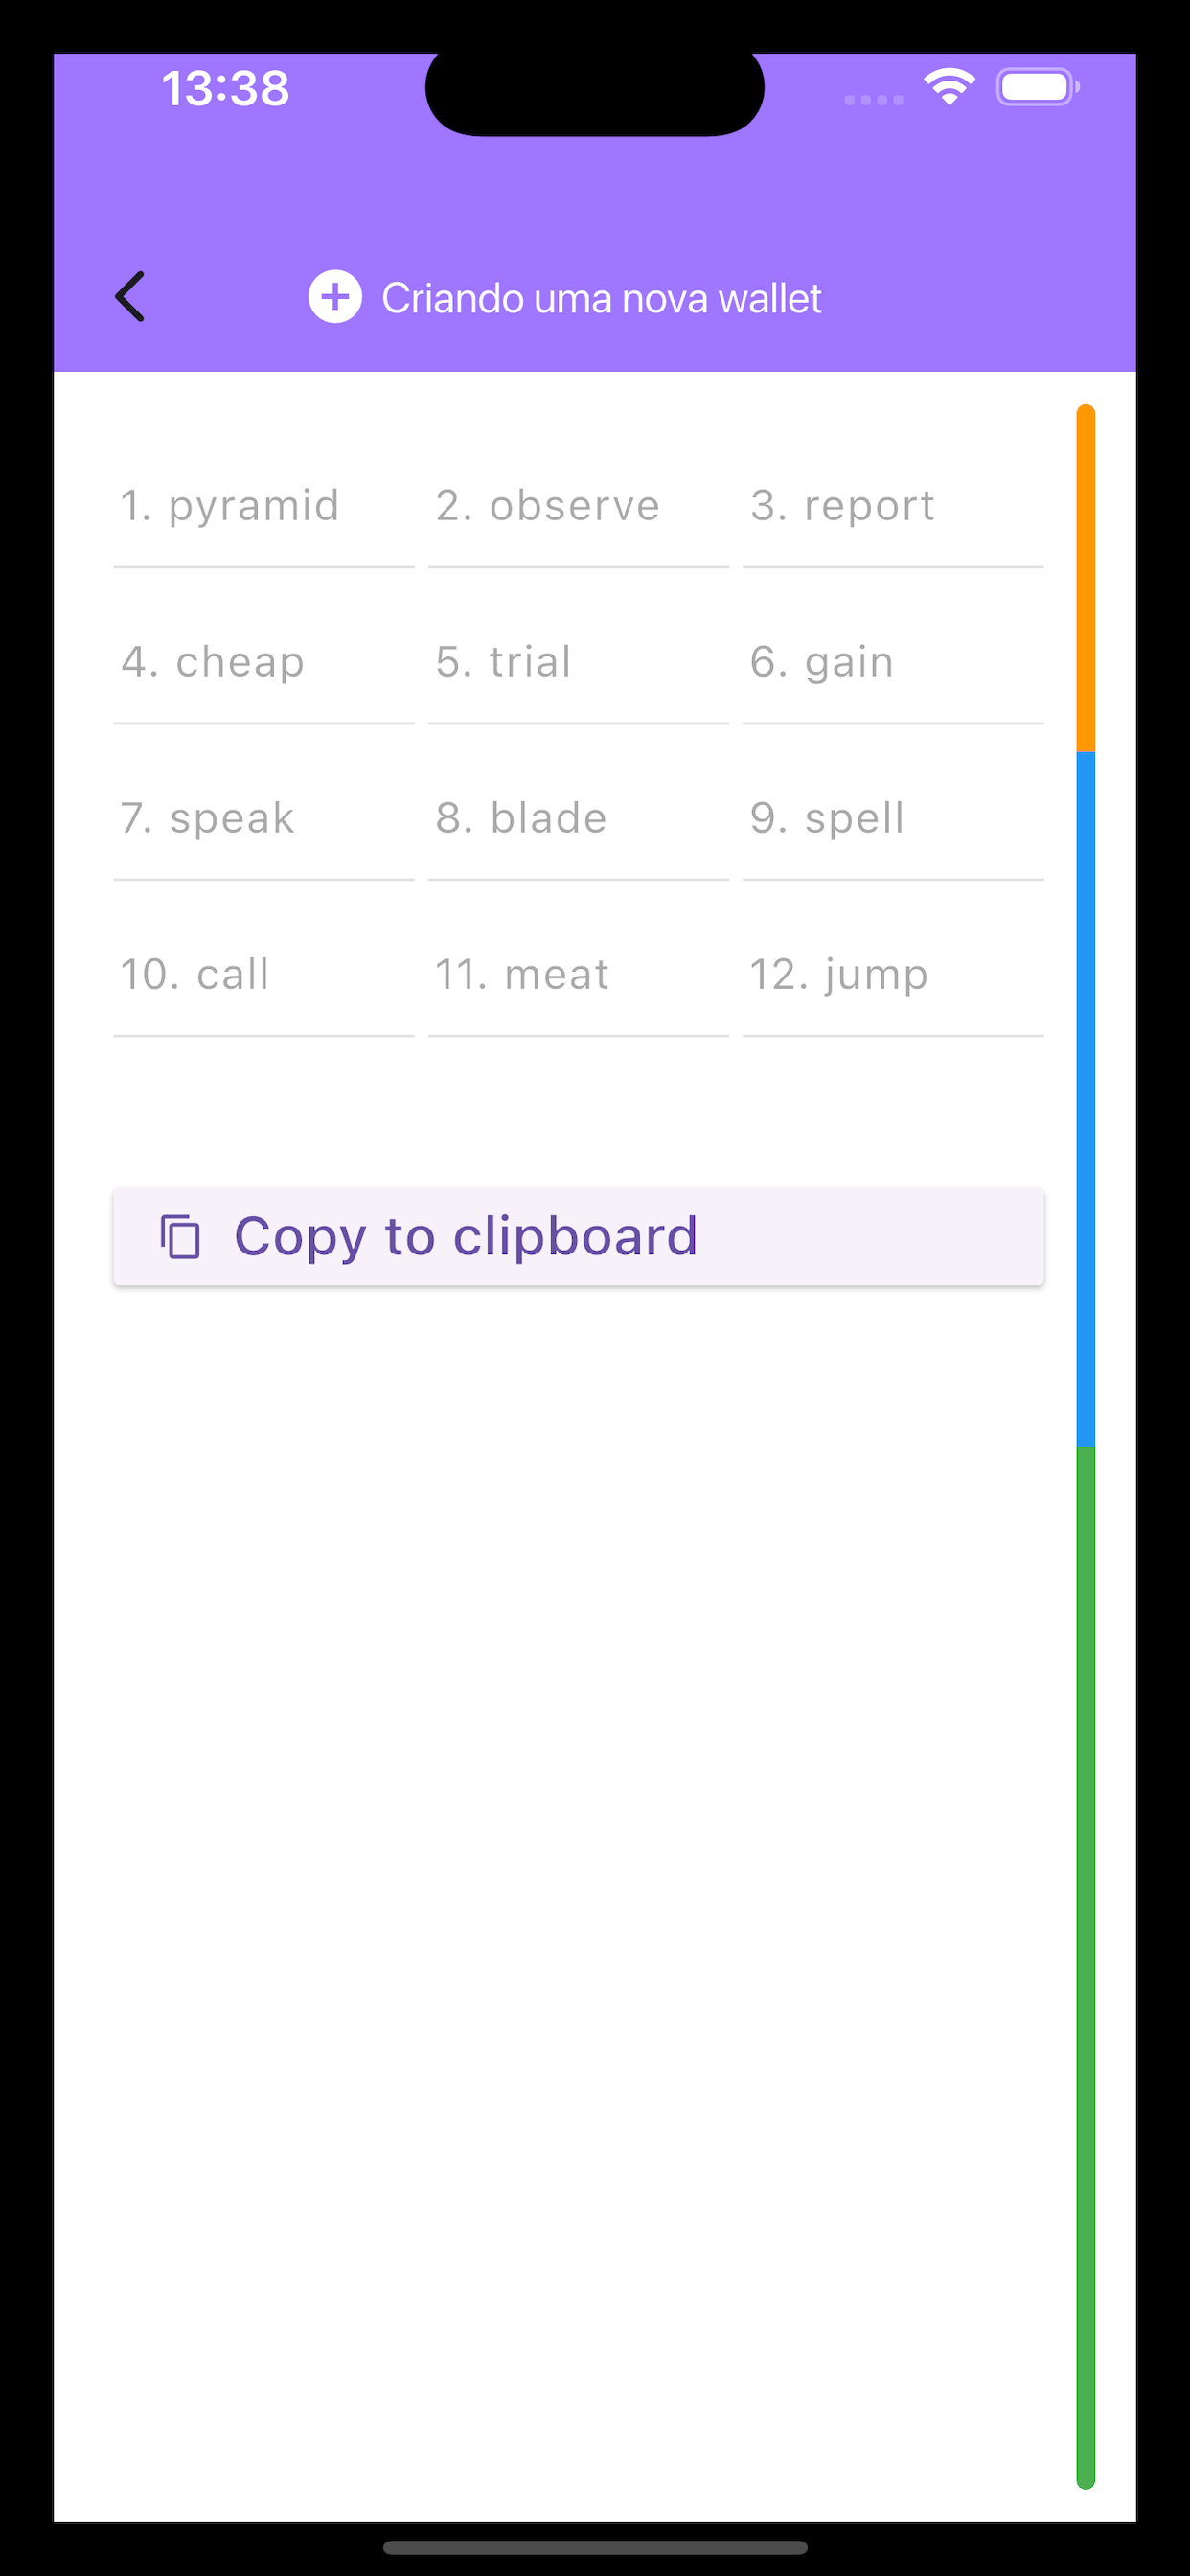 13:38
Criando uma nova wallet
1. pyramid 2. observe 3. report
4. cheap 5. trial 6. gain
7. speak 8. blade 9. spell
10. call 11. meat 12. jump
Copy to clipboard